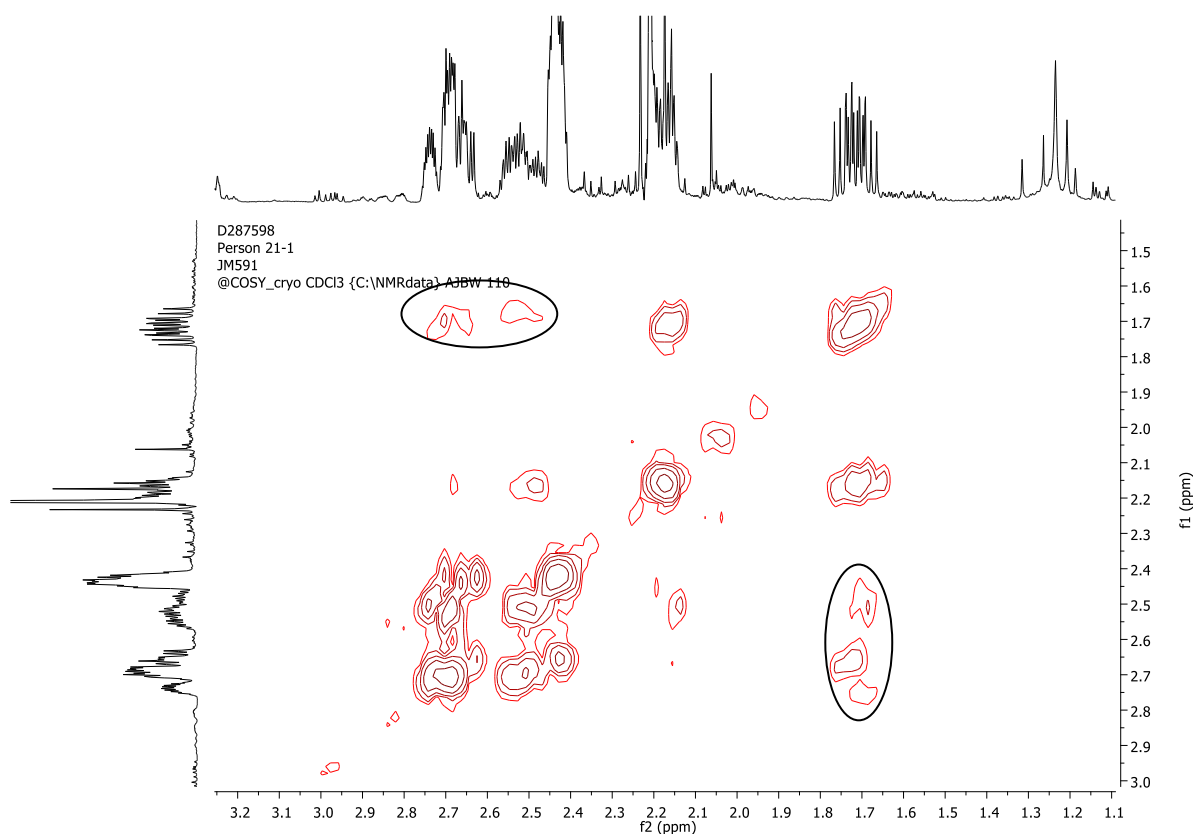 D287598
Person 21-1
JM591
@COSY_cryo CDCl3 {C:\NMRdata} AJBW 110
1.5
1.6
1.7
1.8
1.9
2.0
2.1
2.2
2.3
2.4
2.5
2.6
2.7
2.8
2.9
3.0
f1 (ppm)
3.2 3.1 3.0 2.9 2.8 2.7 2.6 2.5 2.4 2.3 2.2 2.1 2.0 1.9 1.8 1.7 1.6 1.5 1.4 1.3 1.2 1.1
f2 (ppm)